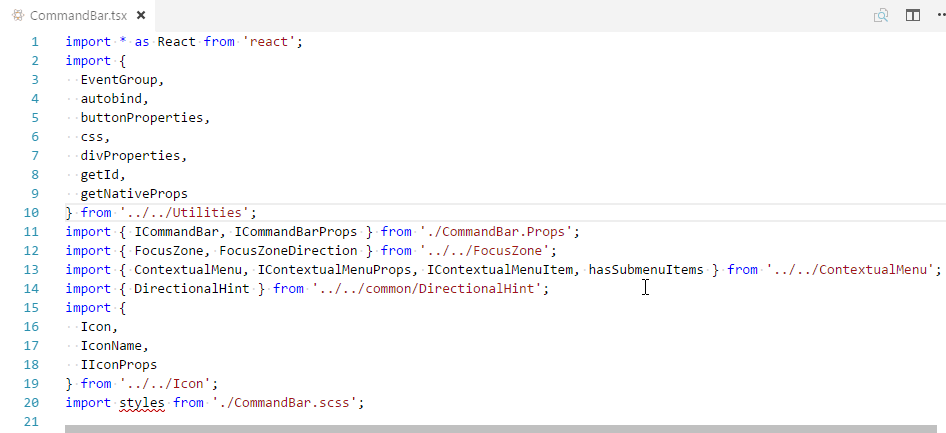 CommandBar.tsx ×
1 import * as React from 'react';
2 import {
3 EventGroup,
4 autobind,
5 buttonProperties,
6 css,
7 divProperties,
8 getId,
9 getNativeProps
10 } from '../../Utilities';
11 import { ICommandBar, ICommandBarProps } from './CommandBar.Props';
12 import { FocusZone, FocusZoneDirection } from '../../FocusZone';
13 import { ContextualMenu, IContextualMenuProps, IContextualMenuItem, hasSubmenuItems } from '../../ContextualMenu';
14 import { DirectionalHint } from '../../common/DirectionalHint';
15 import {
16 Icon,
17 IconName,
18 IIconProps
19 } from '../../Icon';
20 import styles from './CommandBar.scss';
21